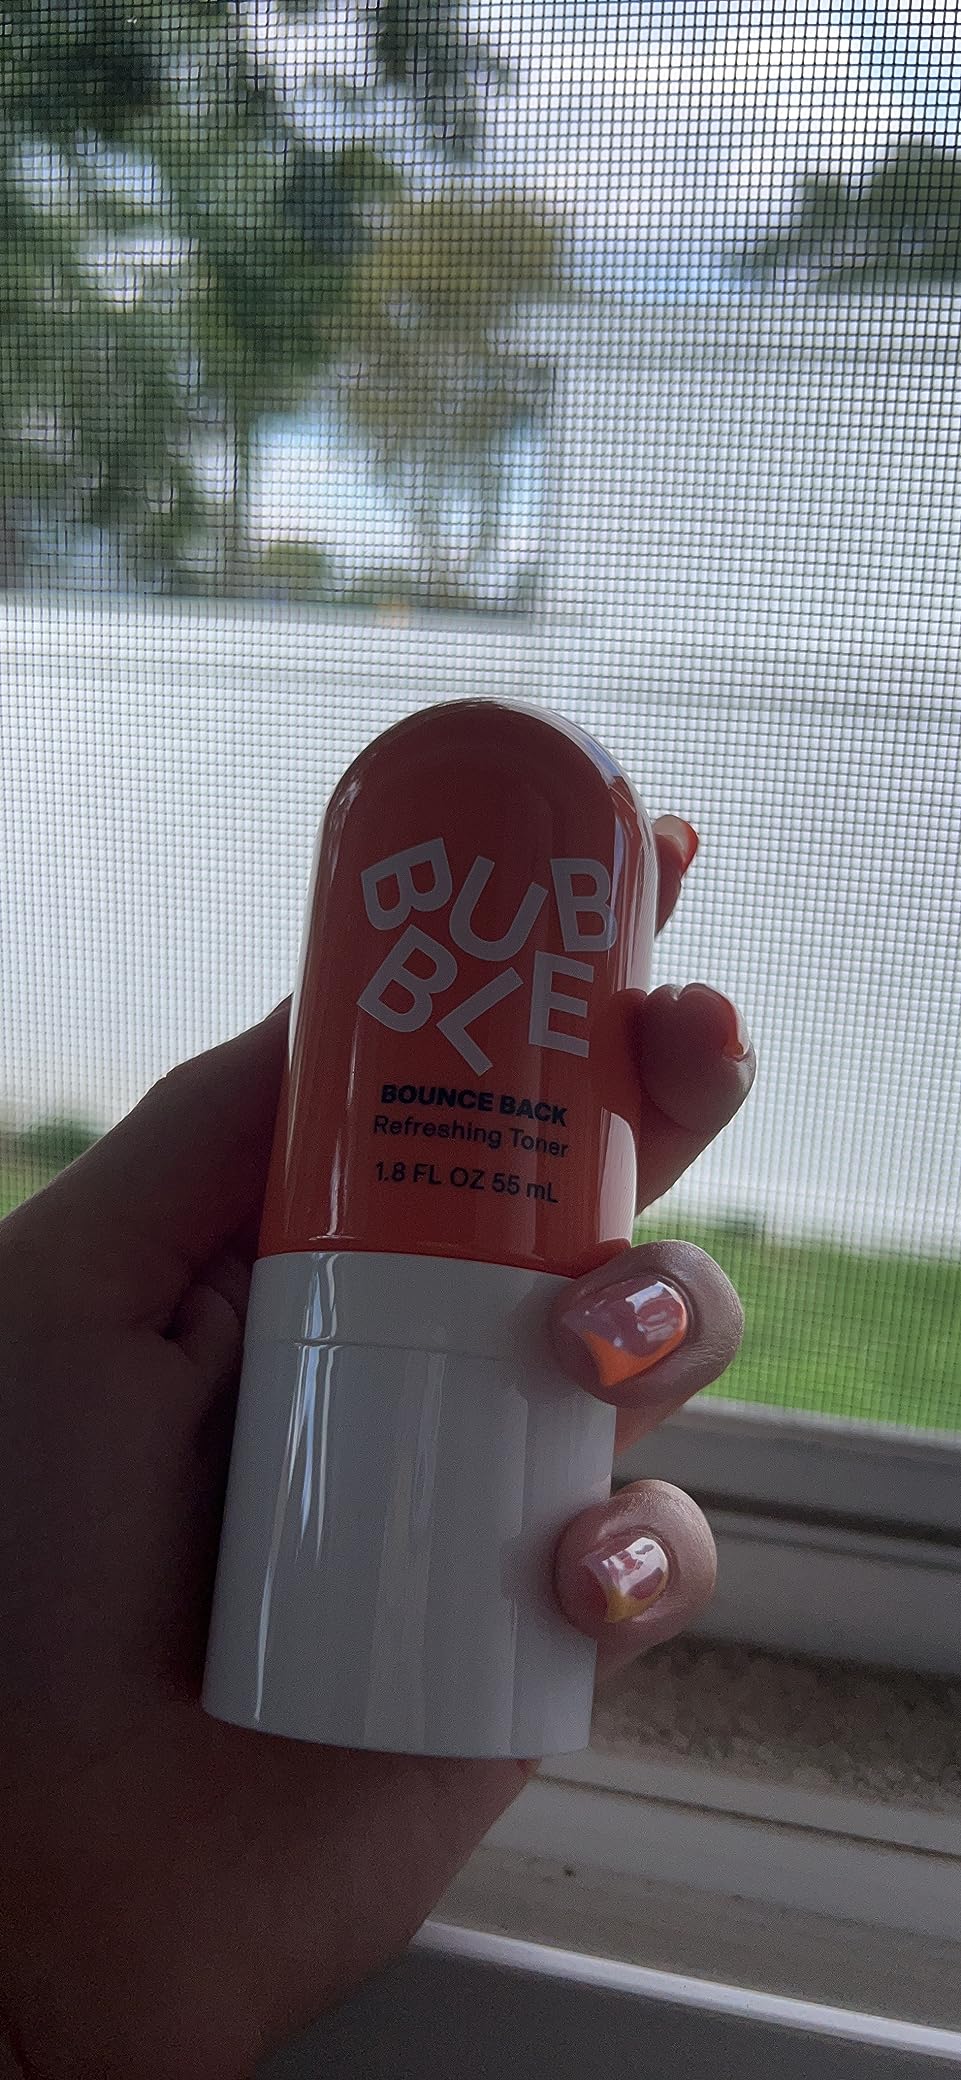 BUB
BLE
BOUNCE BACK
Refreshing Toner
1.8 FL OZ 55 mL